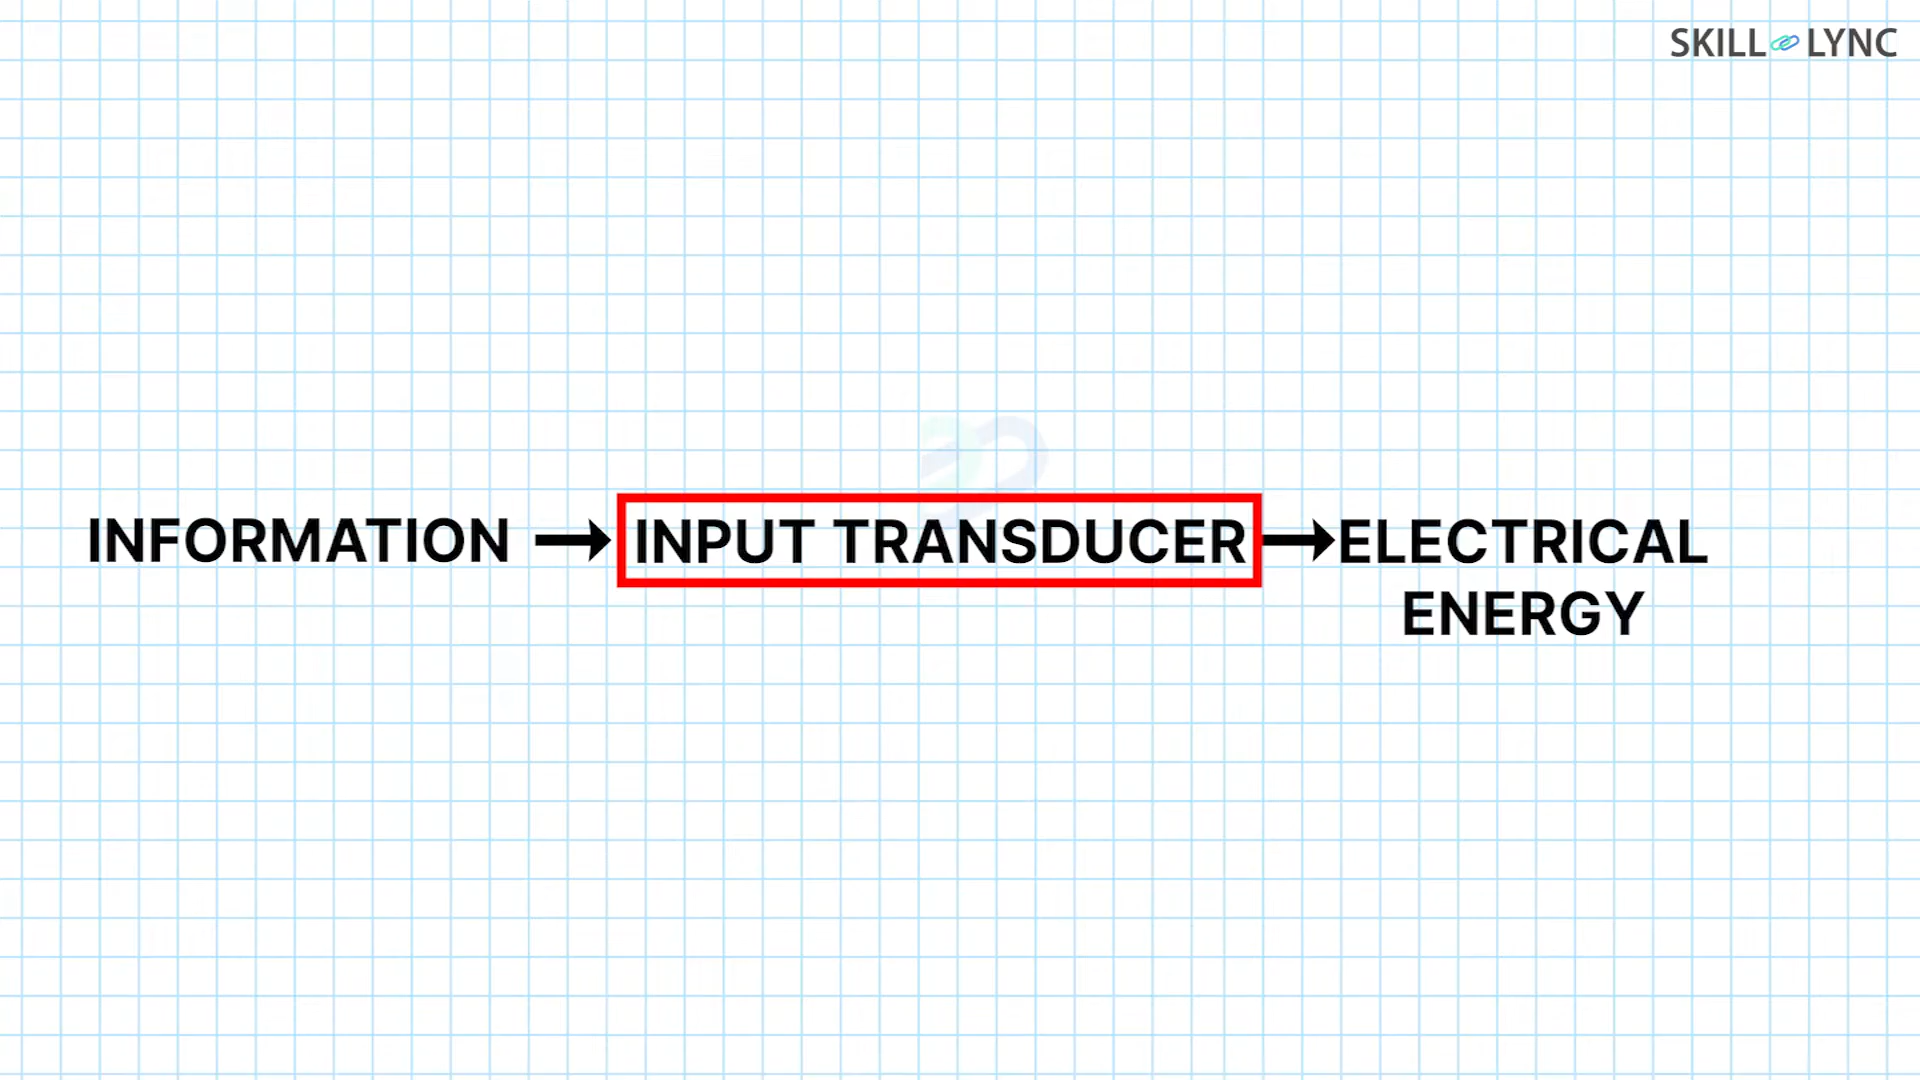 SKILL LYNC
INFORMATION → INPUT TRANSDUCER → ELECTRICAL
ENERGY